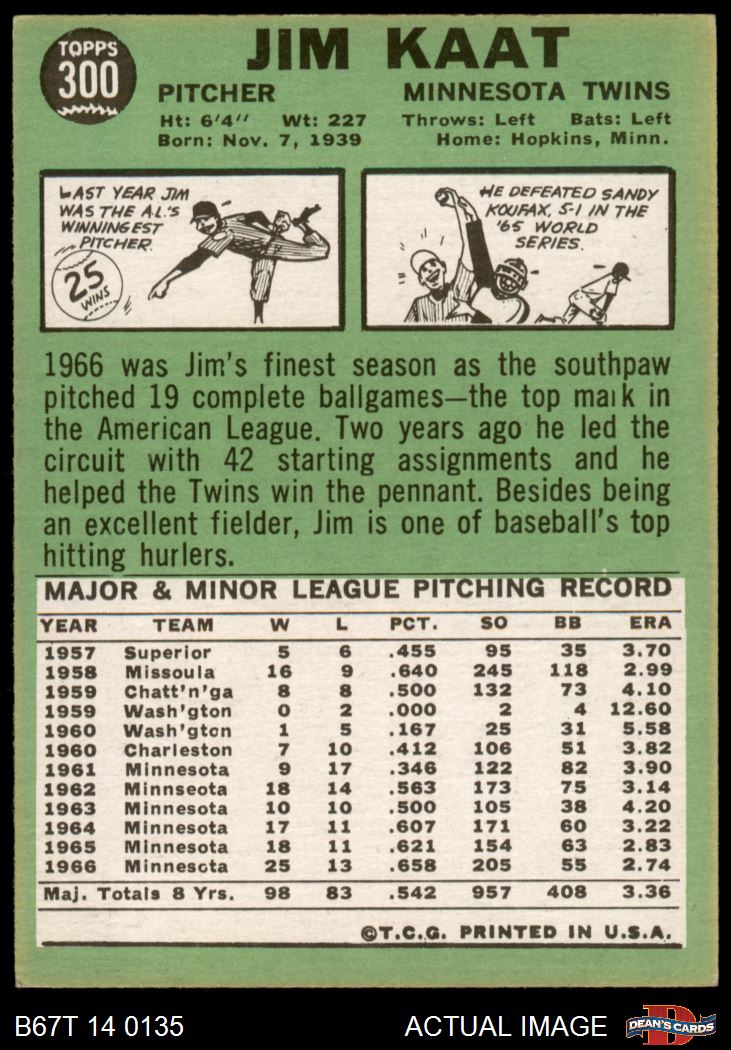 TOPPS
300
JIM KAAT
PITCHER MINNESOTA TWINS
Ht: 6'4'' Wt: 227 Throws: Left Bats: Left
Born: Nov. 7, 1939 Home: Hopkins, Minn.
LAST YEAR JIM
WAS THE A.L.'S
WINNINGEST
PITCHER.
25
WINS
HE DEFEATED SANDY
KOUFAX, 5-1 IN THE
'65 WORLD
SERIES.
1966 was Jim's finest season as the southpaw
pitched 19 complete ballgames—the top mark in
the American League. Two years ago he led the
circuit with 42 starting assignments and he
helped the Twins win the pennant. Besides being
an excellent fielder, Jim is one of baseball's top
hitting hurlers.
MAJOR & MINOR LEAGUE PITCHING RECORD
YEAR TEAM W L PCT. SO BB ERA
1957 Superior 5 6 .455 95 35 3.70
1958 Missoula 16 9 .640 245 118 2.99
1959 Chatt'n'ga 8 8 .500 132 73 4.10
1959 Wash'gton 0 2 .000 2 4 12.60
1960 Wash'gton 1 5 .167 25 31 5.58
1960 Charleston 7 10 .412 106 51 3.82
1961 Minnesota 9 17 .346 122 82 3.90
1962 Minnseota 18 14 .563 173 75 3.14
1963 Minnesota 10 10 .500 105 38 4.20
1964 Minnesota 17 11 .607 171 60 3.22
1965 Minnesota 18 11 .621 154 63 2.83
1966 Minnesota 25 13 .658 205 55 2.74
Maj. Totals 8 Yrs. 98 83 .542 957 408 3.36
©T.C.G. PRINTED IN U.S.A.
B67T 14 0135 ACTUAL IMAGE
D
DEAN'S CARDS